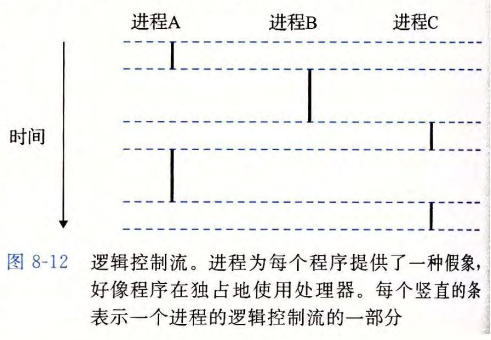 进程A 进程B 进程C
时间
图 8-12 逻辑控制流。进程为每个程序提供了一种假象,
好像程序在独占地使用处理器。每个竖直的条
表示一个进程的逻辑控制流的一部分